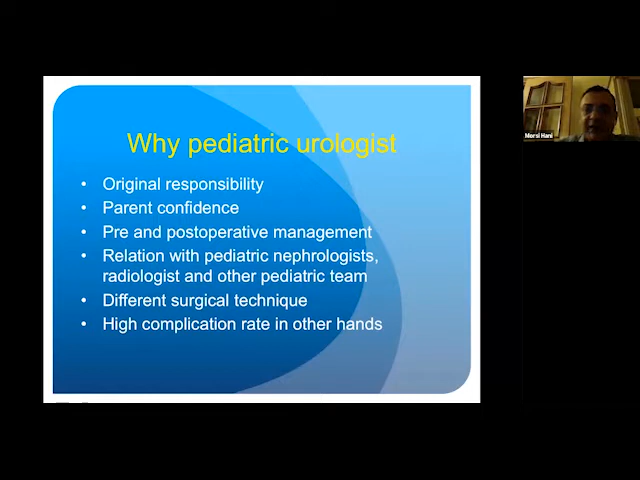 Why pediatric urologist
• Original responsibility
• Parent confidence
• Pre and postoperative management
• Relation with pediatric nephrologists,
radiologist and other pediatric team
• Different surgical technique
• High complication rate in other hands
Morsi Hani